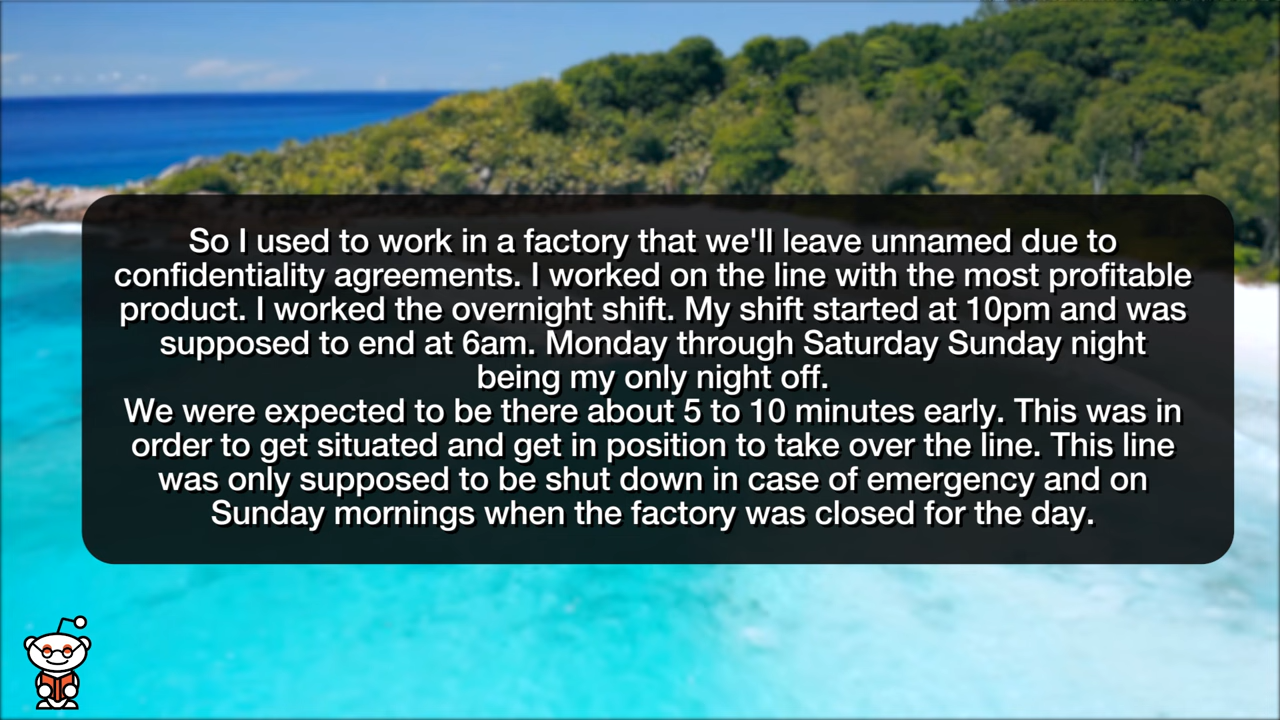 So I used to work in a factory that we'll leave unnamed due to
confidentiality agreements. I worked on the line with the most profitable
product. I worked the overnight shift. My shift started at 10pm and was
supposed to end at 6am. Monday through Saturday Sunday night
being my only night off.
We were expected to be there about 5 to 10 minutes early. This was in
order to get situated and get in position to take over the line. This line
was only supposed to be shut down in case of emergency and on
Sunday mornings when the factory was closed for the day.